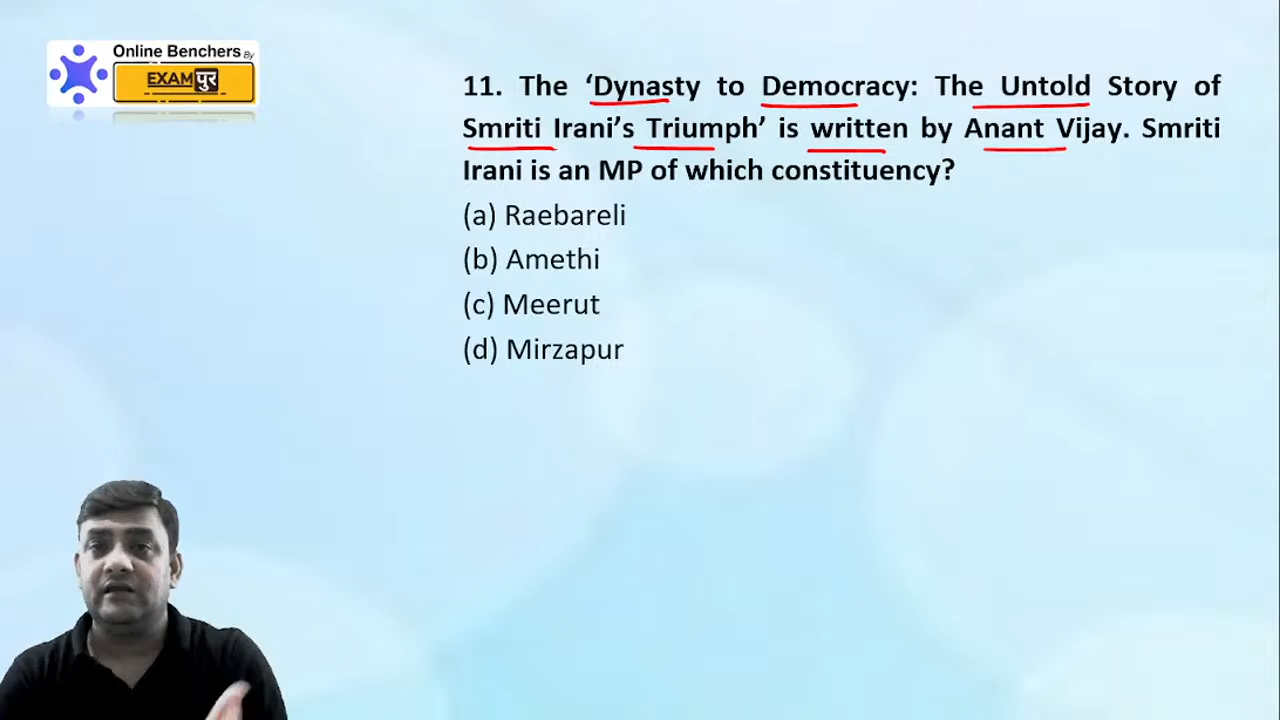 Online Benchers By
EXAMपुर
11. The ‘Dynasty to Democracy: The Untold Story of
Smriti Irani’s Triumph’ is written by Anant Vijay. Smriti
Irani is an MP of which constituency?
(a) Raebareli
(b) Amethi
(c) Meerut
(d) Mirzapur